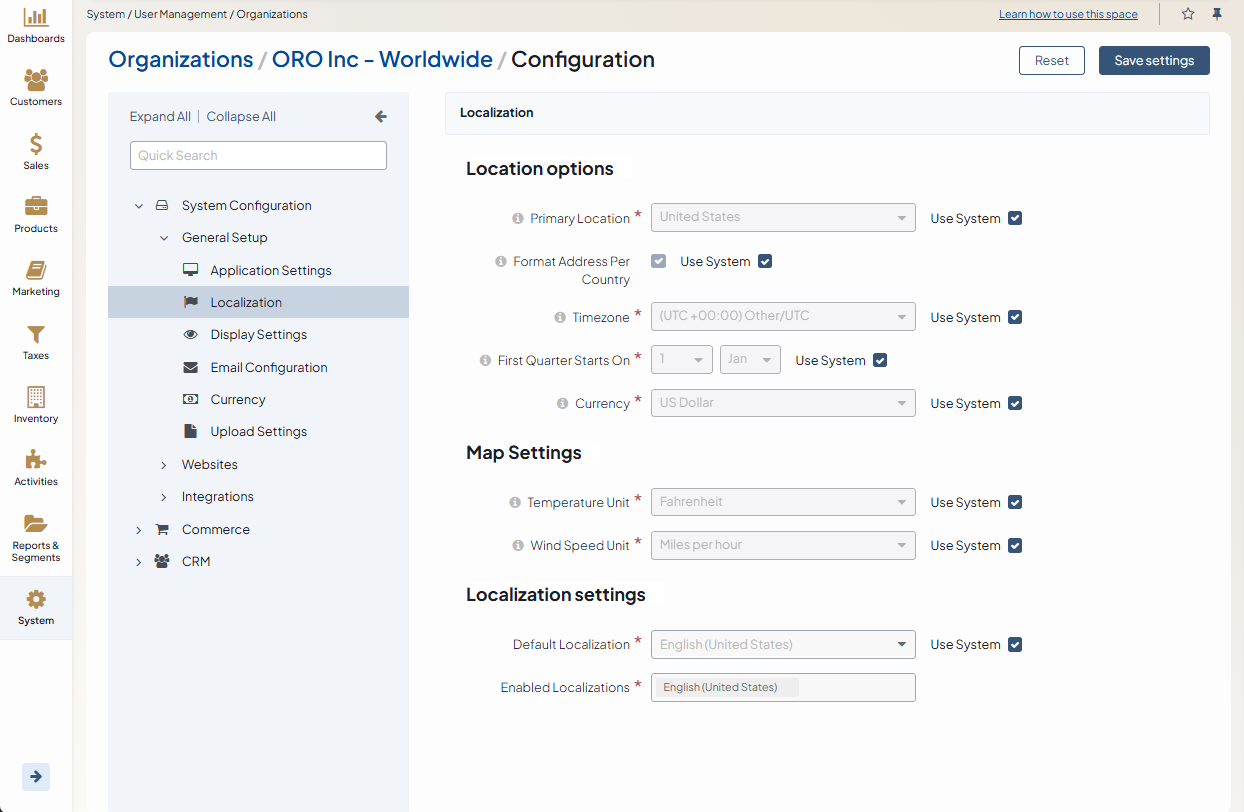 System / User Management / Organizations
Learn how to use this space
Dashboards
Customers
Sales
Products
Marketing
Taxes
Inventory
Activities
Reports &
Segments
System
Organizations / ORO Inc - Worldwide / Configuration
Reset
Save settings
Expand All | Collapse All
Quick Search
System Configuration
General Setup
Application Settings
Localization
Display Settings
Email Configuration
Currency
Upload Settings
Websites
Integrations
Commerce
CRM
Localization
Location options
Primary Location * United States Use System
Format Address Per
Country
Use System
Timezone * (UTC +00:00) Other/UTC Use System
First Quarter Starts On * 1 Jan Use System
Currency * US Dollar Use System
Map Settings
Temperature Unit * Fahrenheit Use System
Wind Speed Unit * Miles per hour Use System
Localization settings
Default Localization * English (United States) Use System
Enabled Localizations * English (United States)